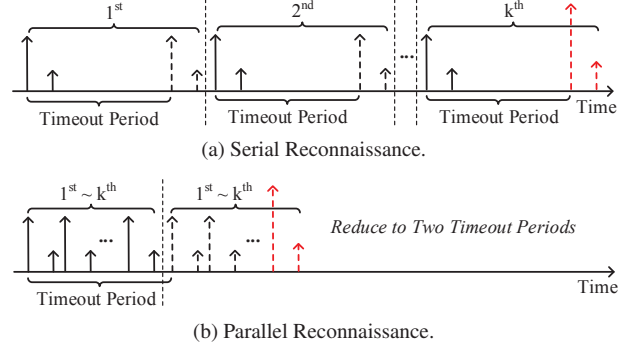 1st 2nd kth
...
Timeout Period Timeout Period Timeout Period Time
(a) Serial Reconnaissance.
1st ~ kth 1st ~ kth
Reduce to Two Timeout Periods
... ...
Timeout Period Time
(b) Parallel Reconnaissance.